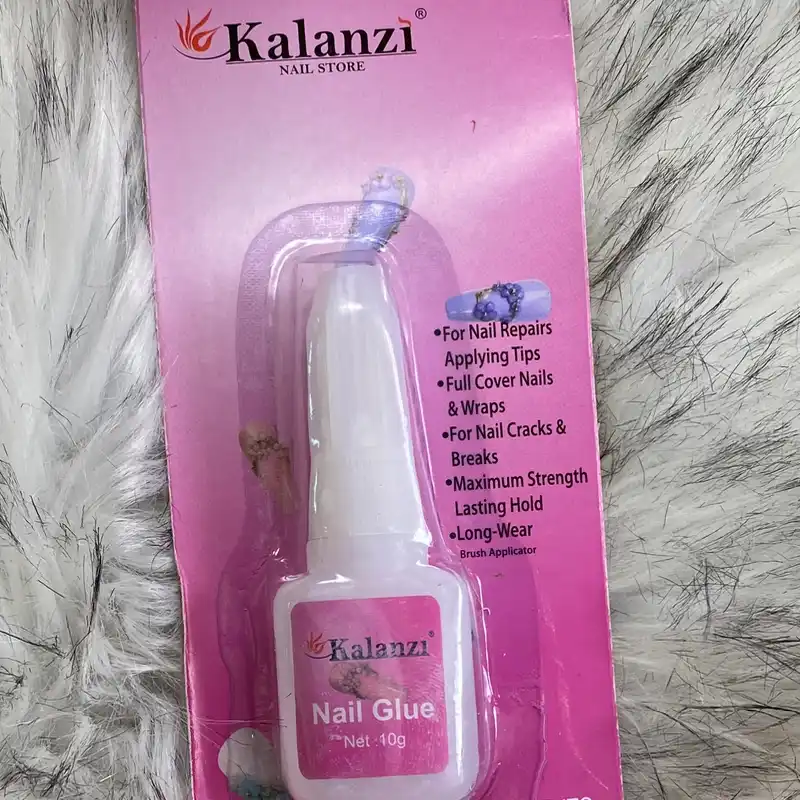 Kalanzi®
NAIL STORE
•For Nail Repairs
Applying Tips
•Full Cover Nails
& Wraps
•For Nail Cracks &
Breaks
•Maximum Strength
Lasting Hold
•Long-Wear
Brush Applicator
Kalanzi®
Nail Glue
Net :10g